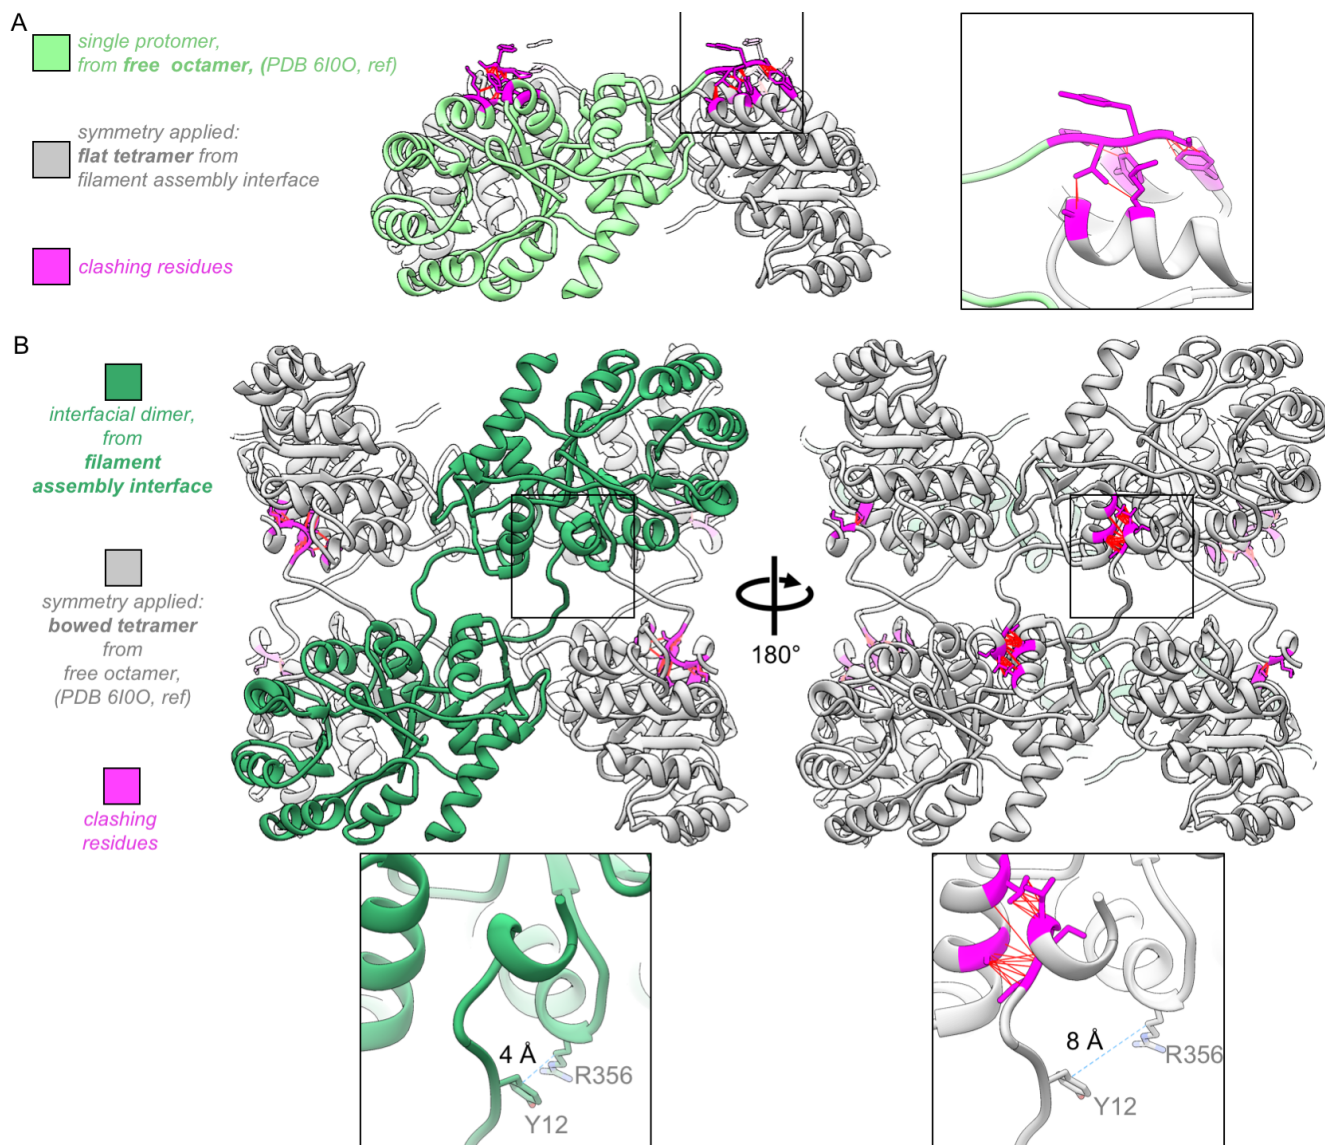 A
single protomer,
from free octamer, (PDB 6I0O, ref)
symmetry applied:
flat tetramer from
filament assembly interface
clashing residues
B
interfacial dimer,
from
filament
assembly interface
symmetry applied:
bowed tetramer
from
free octamer,
(PDB 6I0O, ref)
clashing
residues
180°
4 Å
R356
Y12
8 Å
R356
Y12